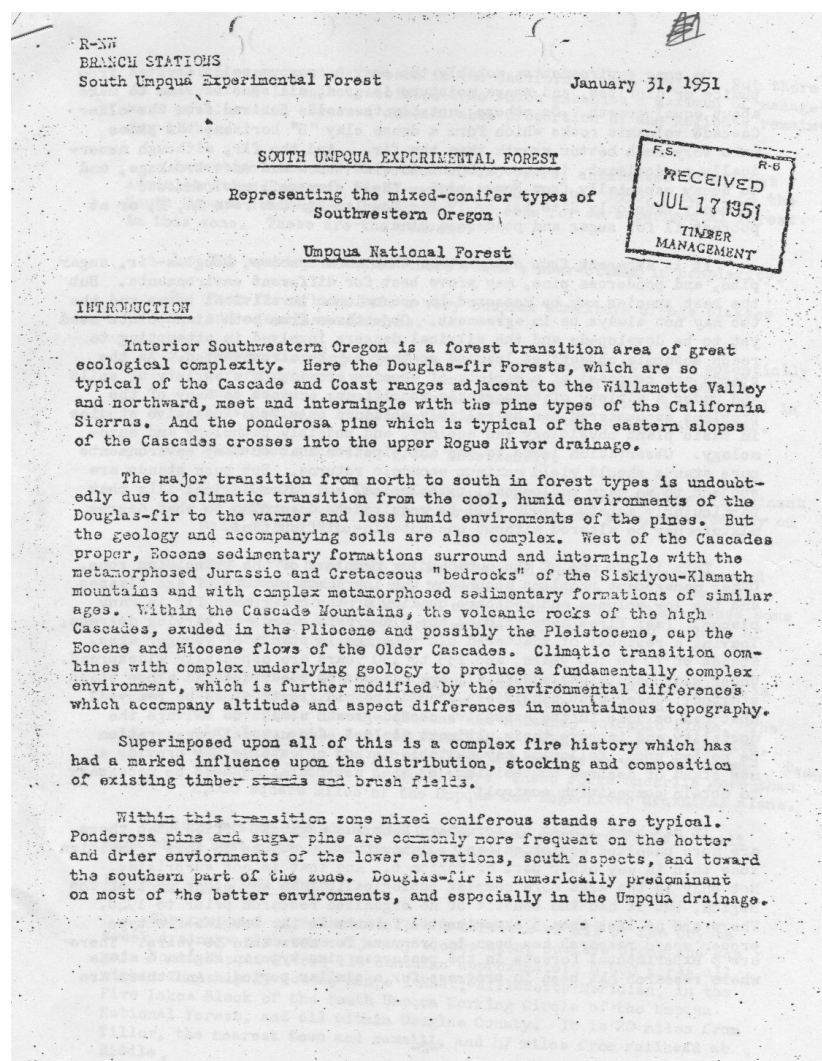 R-NW
BRANCH STATIONS
South Umpqua Experimental Forest
January 31, 1951
F.S.
R-6
RECEIVED
JUL 17 1951
TIMBER
MANAGEMENT
SOUTH UMPQUA EXPERIMENTAL FOREST
Representing the mixed-conifer types of
Southwestern Oregon
Umpqua National Forest
INTRODUCTION
Interior Southwestern Oregon is a forest transition area of great
ecological complexity. Here the Douglas-fir Forests, which are so
typical of the Cascade and Coast ranges adjacent to the Willamette Valley
and northward, meet and intermingle with the pine types of the California
Sierras. And the ponderosa pine which is typical of the eastern slopes
of the Cascades crosses into the upper Rogue River drainage.
The major transition from north to south in forest types is undoubt-
edly due to climatic transition from the cool, humid environments of the
Douglas-fir to the warmer and less humid environments of the pines. But
the geology and accompanying soils are also complex. West of the Cascades
proper, Eocene sedimentary formations surround and intermingle with the
metamorphosed Jurassic and Cretaceous "bedrocks" of the Siskiyou-Klamath
mountains and with complex metamorphosed sedimentary formations of similar
ages. Within the Cascade Mountains, the volcanic rocks of the high
Cascades, exuded in the Pliocene and possibly the Pleistocene, cap the
Eocene and Miocene flows of the Older Cascades. Climatic transition com-
bines with complex underlying geology to produce a fundamentally complex
environment, which is further modified by the environmental differences
which accompany altitude and aspect differences in mountainous topography.
Superimposed upon all of this is a complex fire history which has
had a marked influence upon the distribution, stocking and composition
of existing timber stands and brush fields.
Within this transition zone mixed coniferous stands are typical.
Ponderosa pine and sugar pine are commonly more frequent on the hotter
and drier enviornments of the lower elevations, south aspects, and toward
the southern part of the zone. Douglas-fir is numerically predominant
on most of the better environments, and especially in the Umpqua drainage.